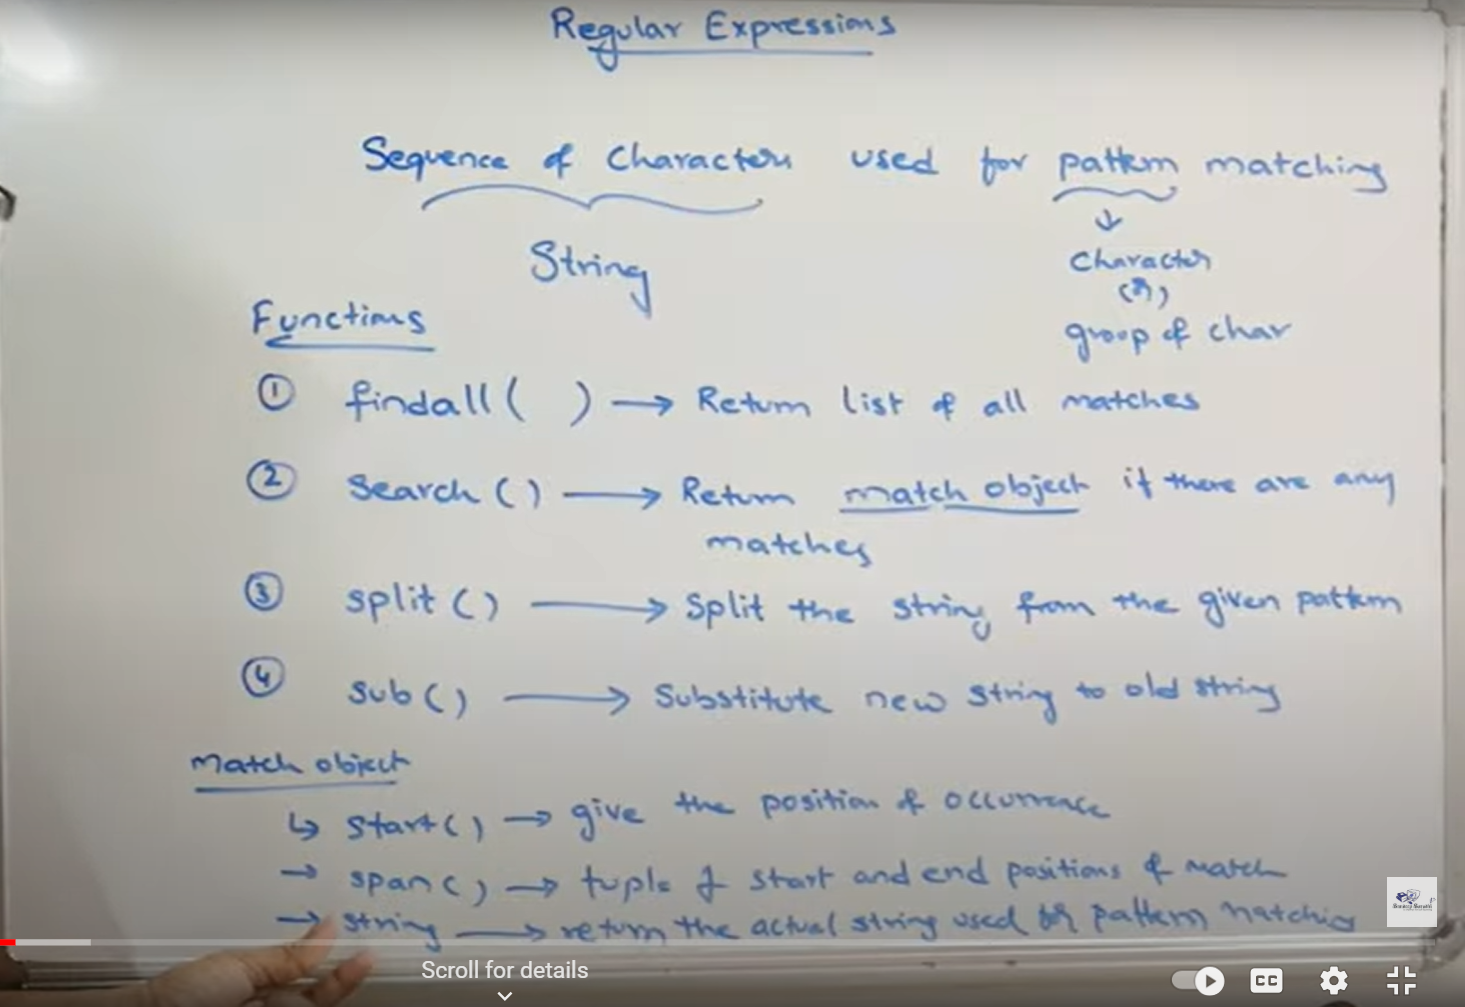 Regular Expressions
Sequence of Characters used for pattern matching
String
Character
(or)
group of char
Functions
① findall( ) → Return list of all matches
② search() → Return match object if there are any
matches
③ split() → Split the string from the given pattern
④ sub() → Substitute new string to old string
Match object
↳ start() → give the position of occurrence
→ span() → tuple of start and end positions of match
→ string → return the actual string used for pattern matching
Scroll for details
CC